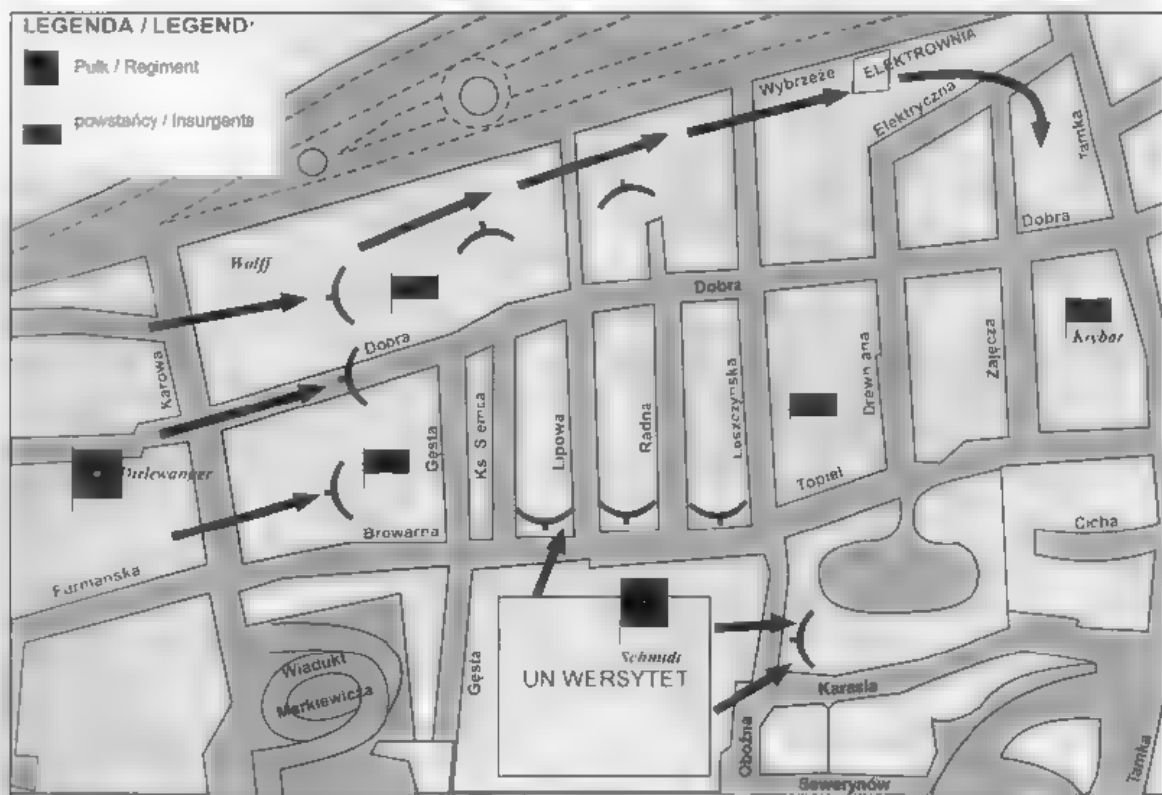 LEGENDA / LEGEND
Pułk / Regiment
powstańcy / Insurgents
Wybrzeże
ELEKTROWNIA
Elektryczna
Tamka
Dobra
Wolff
Dobra
Dobra
Krybar
Karowa
Zajęcza
Drewniana
Gęsta
Lipowa
Radna
Leszczyńska
Dirlewanger
Topiel
Browarna
Cicha
Furmańska
Schmidt
UNIWERSYTET
Wiadukt
Markiewicza
Gęsta
Karasia
Oboźna
Sewerynów
Tamka